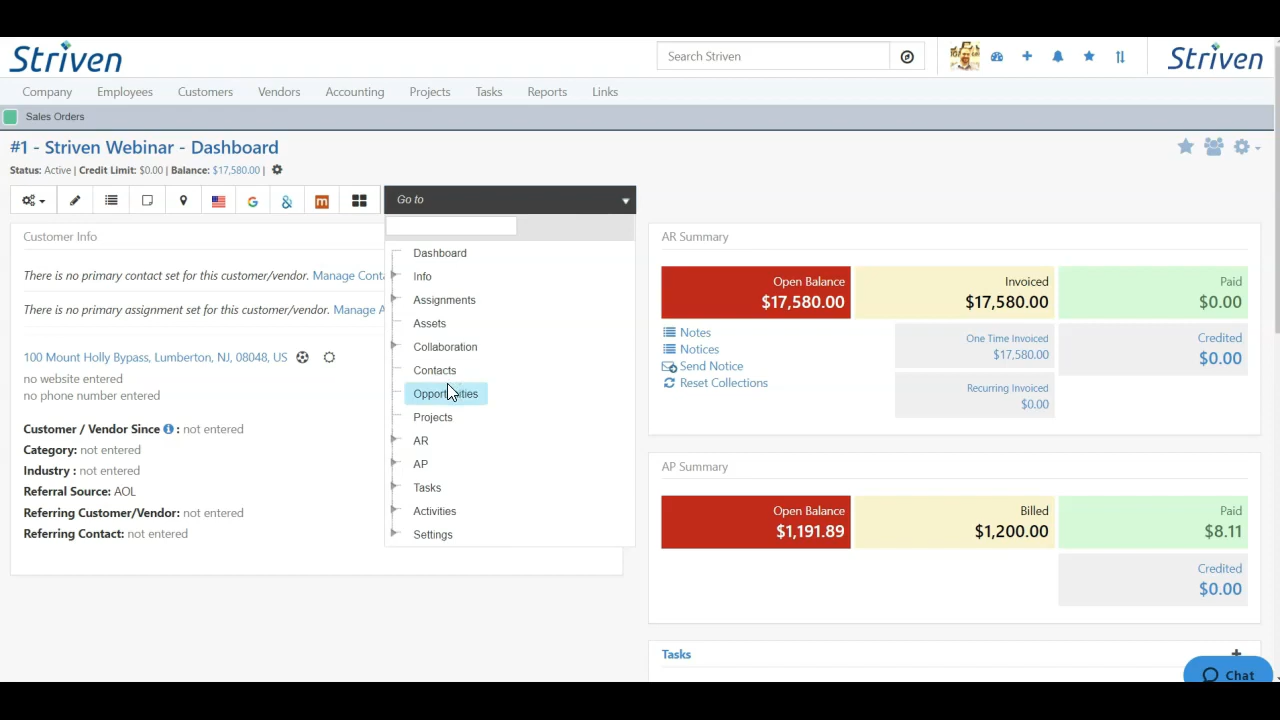 Striven
Search Striven
Striven
Company Employees Customers Vendors Accounting Projects Tasks Reports Links
Sales Orders
#1 - Striven Webinar - Dashboard
Status: Active | Credit Limit: $0.00 | Balance: $17,580.00 |
Go to
Customer Info
There is no primary contact set for this customer/vendor. Manage Conta
There is no primary assignment set for this customer/vendor. Manage A
100 Mount Holly Bypass, Lumberton, NJ, 08048, US
no website entered
no phone number entered
Customer / Vendor Since : not entered
Category: not entered
Industry : not entered
Referral Source: AOL
Referring Customer/Vendor: not entered
Referring Contact: not entered
Dashboard
Info
Assignments
Assets
Collaboration
Contacts
Opportunities
Projects
AR
AP
Tasks
Activities
Settings
AR Summary
Open Balance
$17,580.00
Invoiced
$17,580.00
Paid
$0.00
Notes
Notices
Send Notice
Reset Collections
One Time Invoiced
$17,580.00
Recurring Invoiced
$0.00
Credited
$0.00
AP Summary
Open Balance
$1,191.89
Billed
$1,200.00
Paid
$8.11
Credited
$0.00
Tasks
Chat